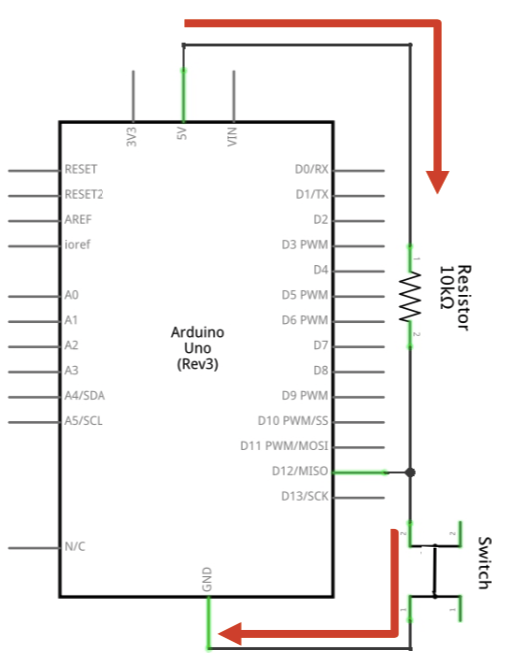 3V3
5V
VIN
RESET
RESET2
AREF
ioref
A0
A1
A2
A3
A4/SDA
A5/SCL
N/C
Arduino
Uno
(Rev3)
D0/RX
D1/TX
D2
D3 PWM
D4
D5 PWM
D6 PWM
D7
D8
D9 PWM
D10 PWM/SS
D11 PWM/MOSI
D12/MISO
D13/SCK
GND
1
2
Resistor
10kΩ
2
2
1
1
Switch